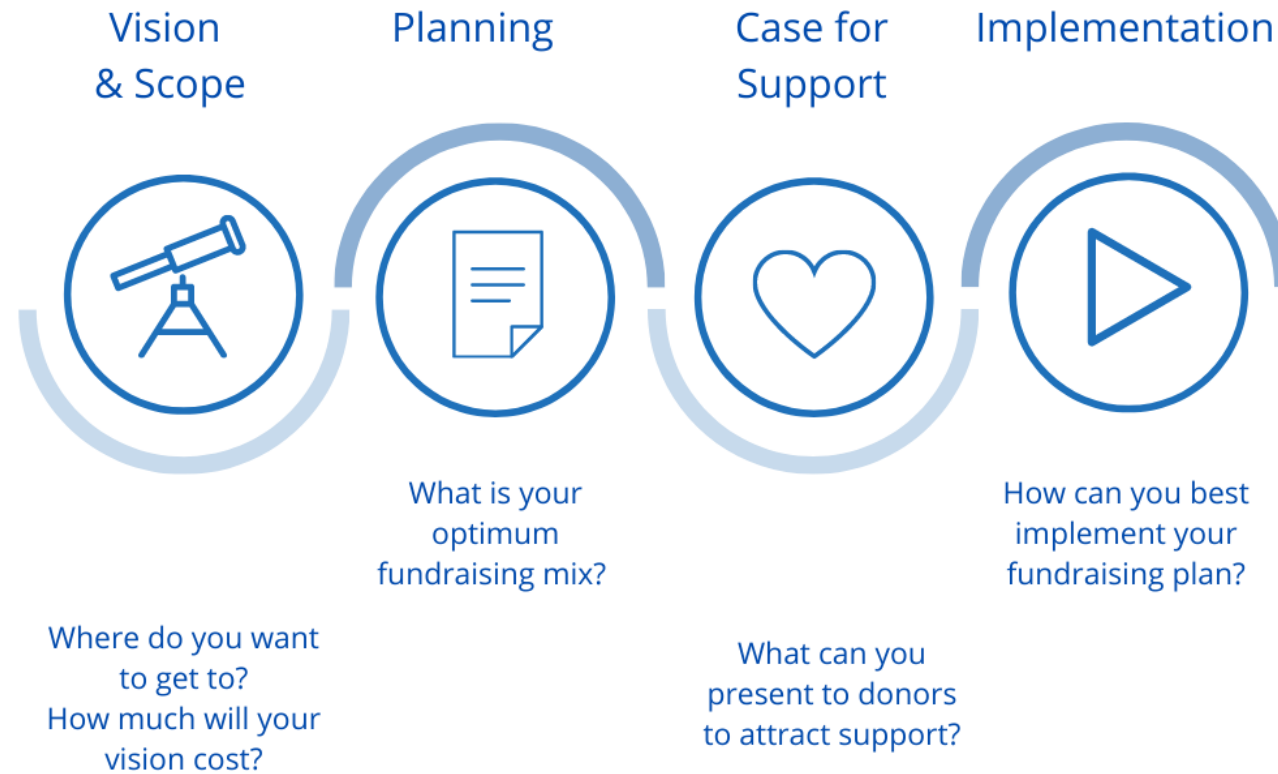 Vision
& Scope
Planning
Case for
Support
Implementation
What is your
optimum
fundraising mix?
How can you best
implement your
fundraising plan?
Where do you want
to get to?
How much will your
vision cost?
What can you
present to donors
to attract support?